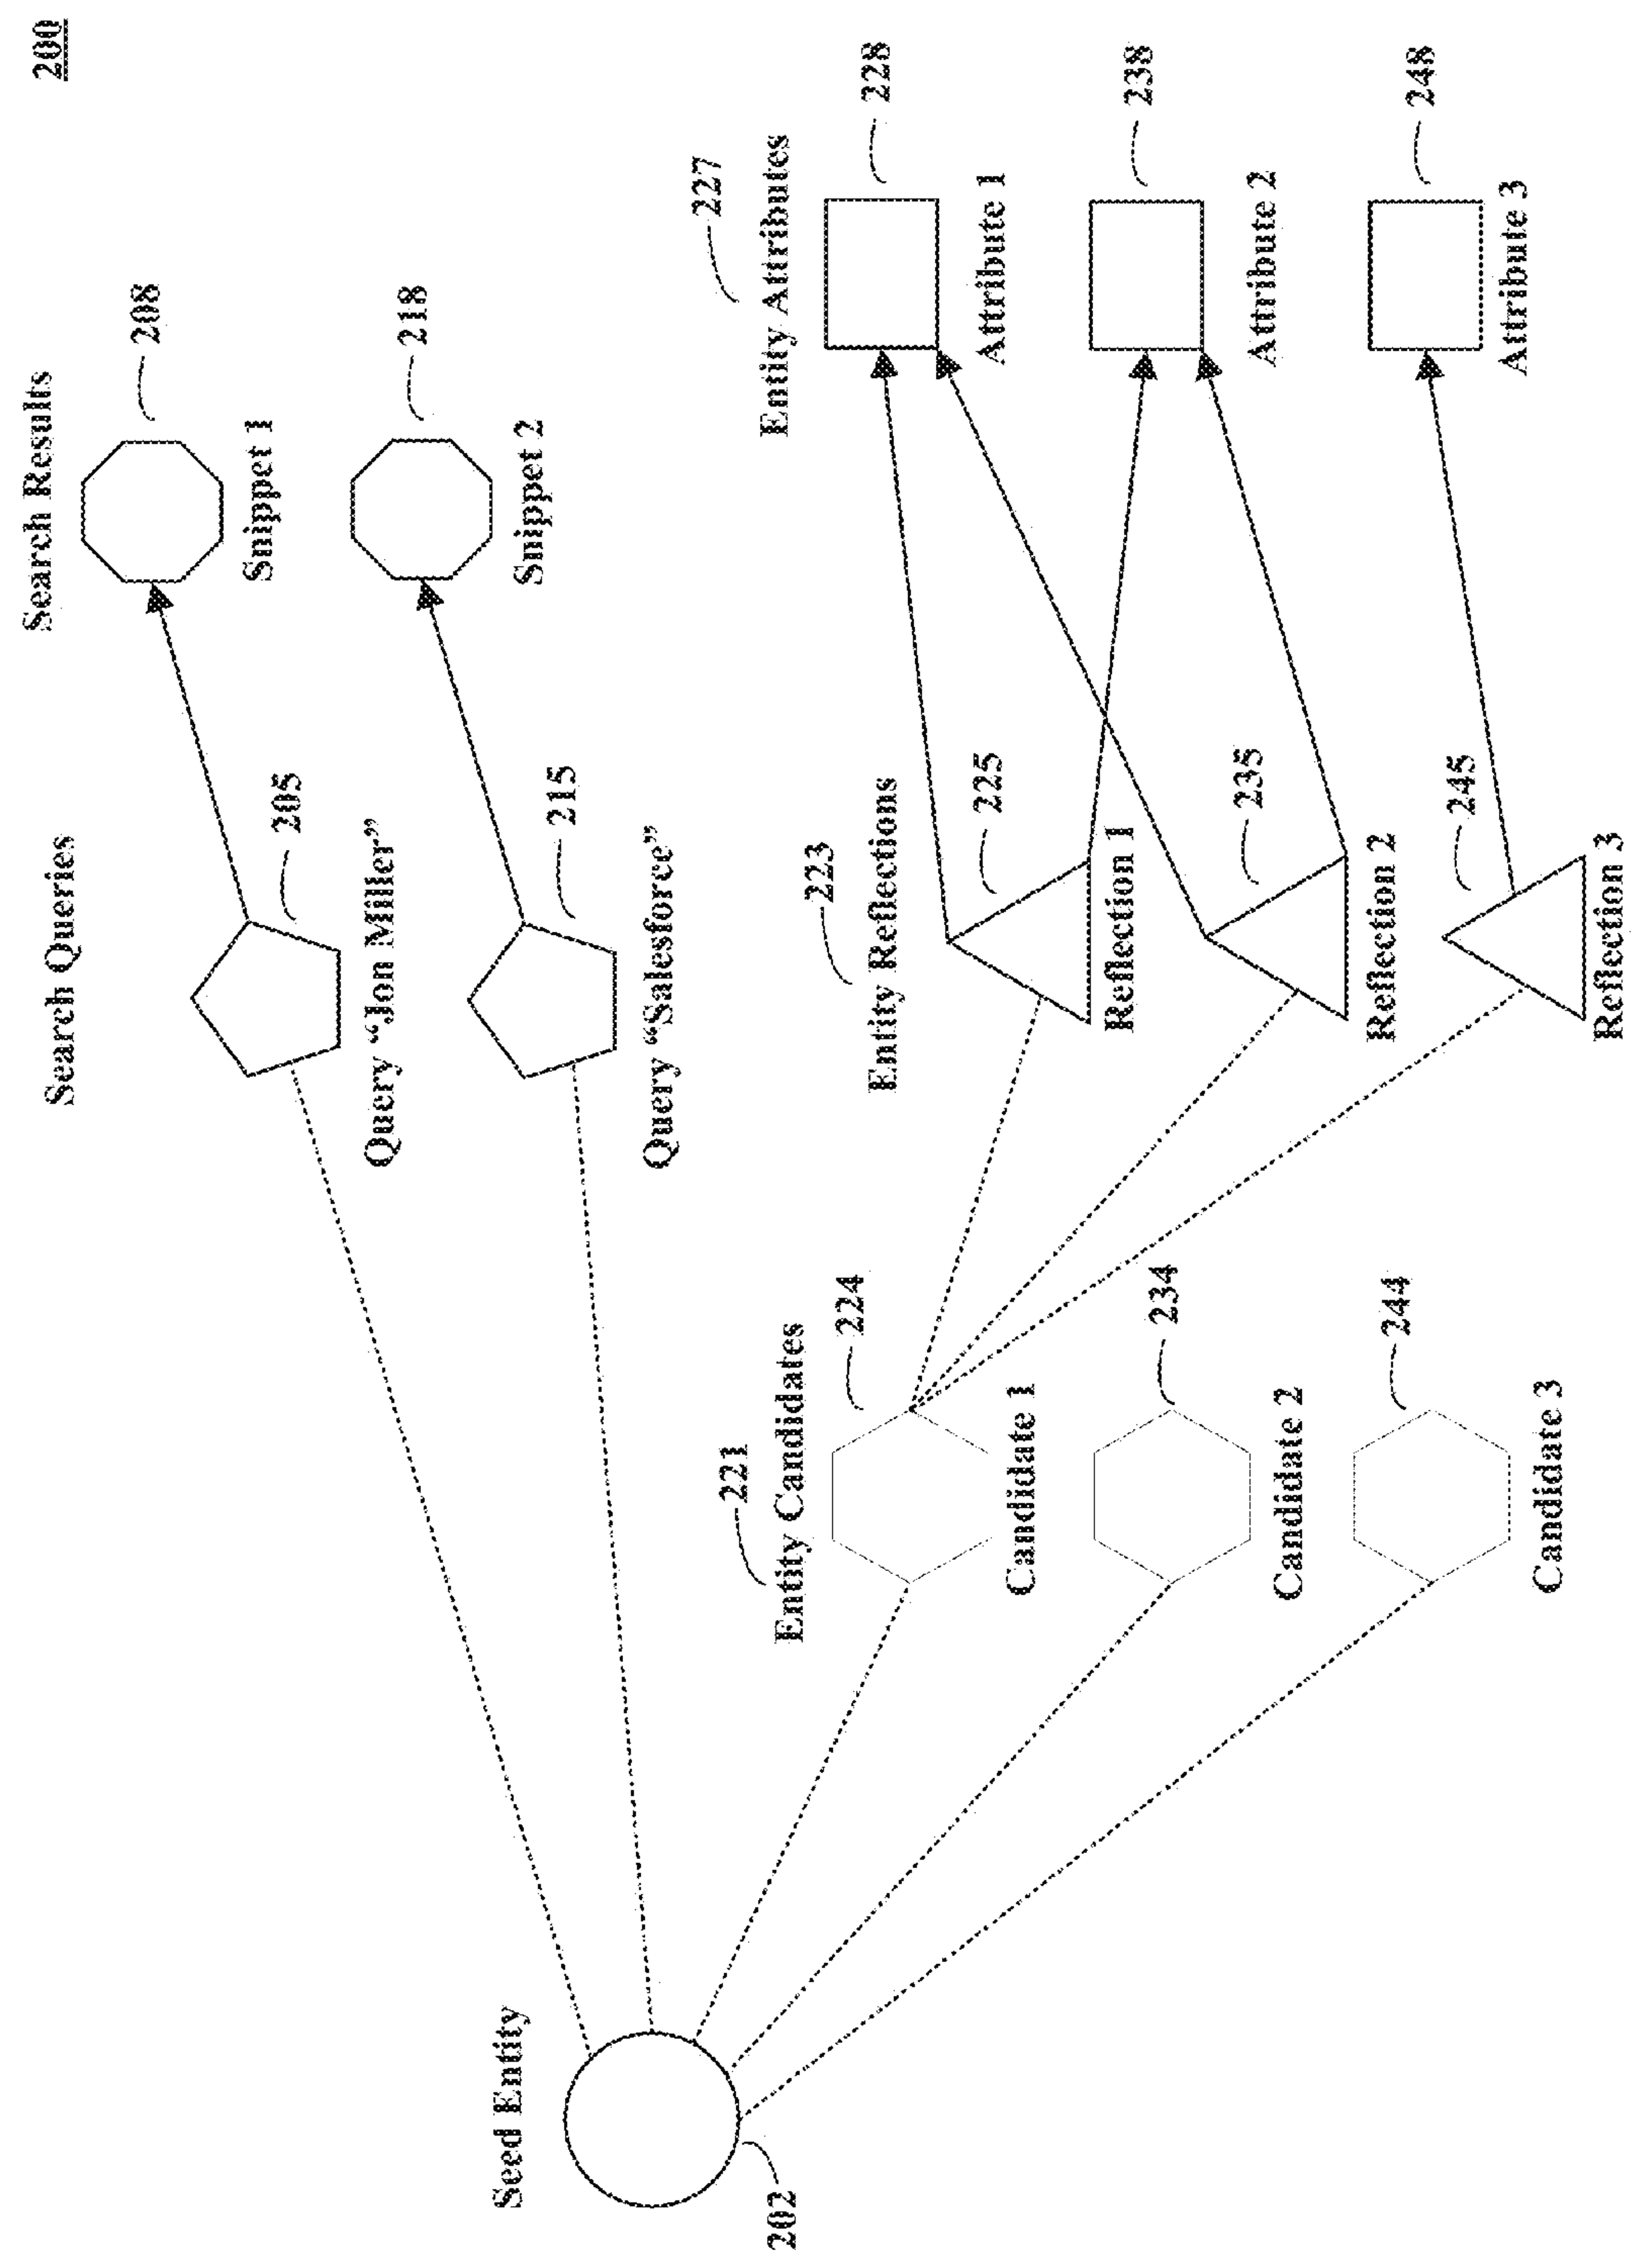 200
Search Queries
Search Results
208
Snippet 1
205
Query “Jon Miller”
218
Snippet 2
215
Query “Salesforce”
Seed Entity
202
221
Entity Candidates
224
Candidate 1
234
Candidate 2
244
Candidate 3
223
Entity Reflections
225
Reflection 1
235
Reflection 2
245
Reflection 3
227
Entity Attributes
228
Attribute 1
238
Attribute 2
248
Attribute 3